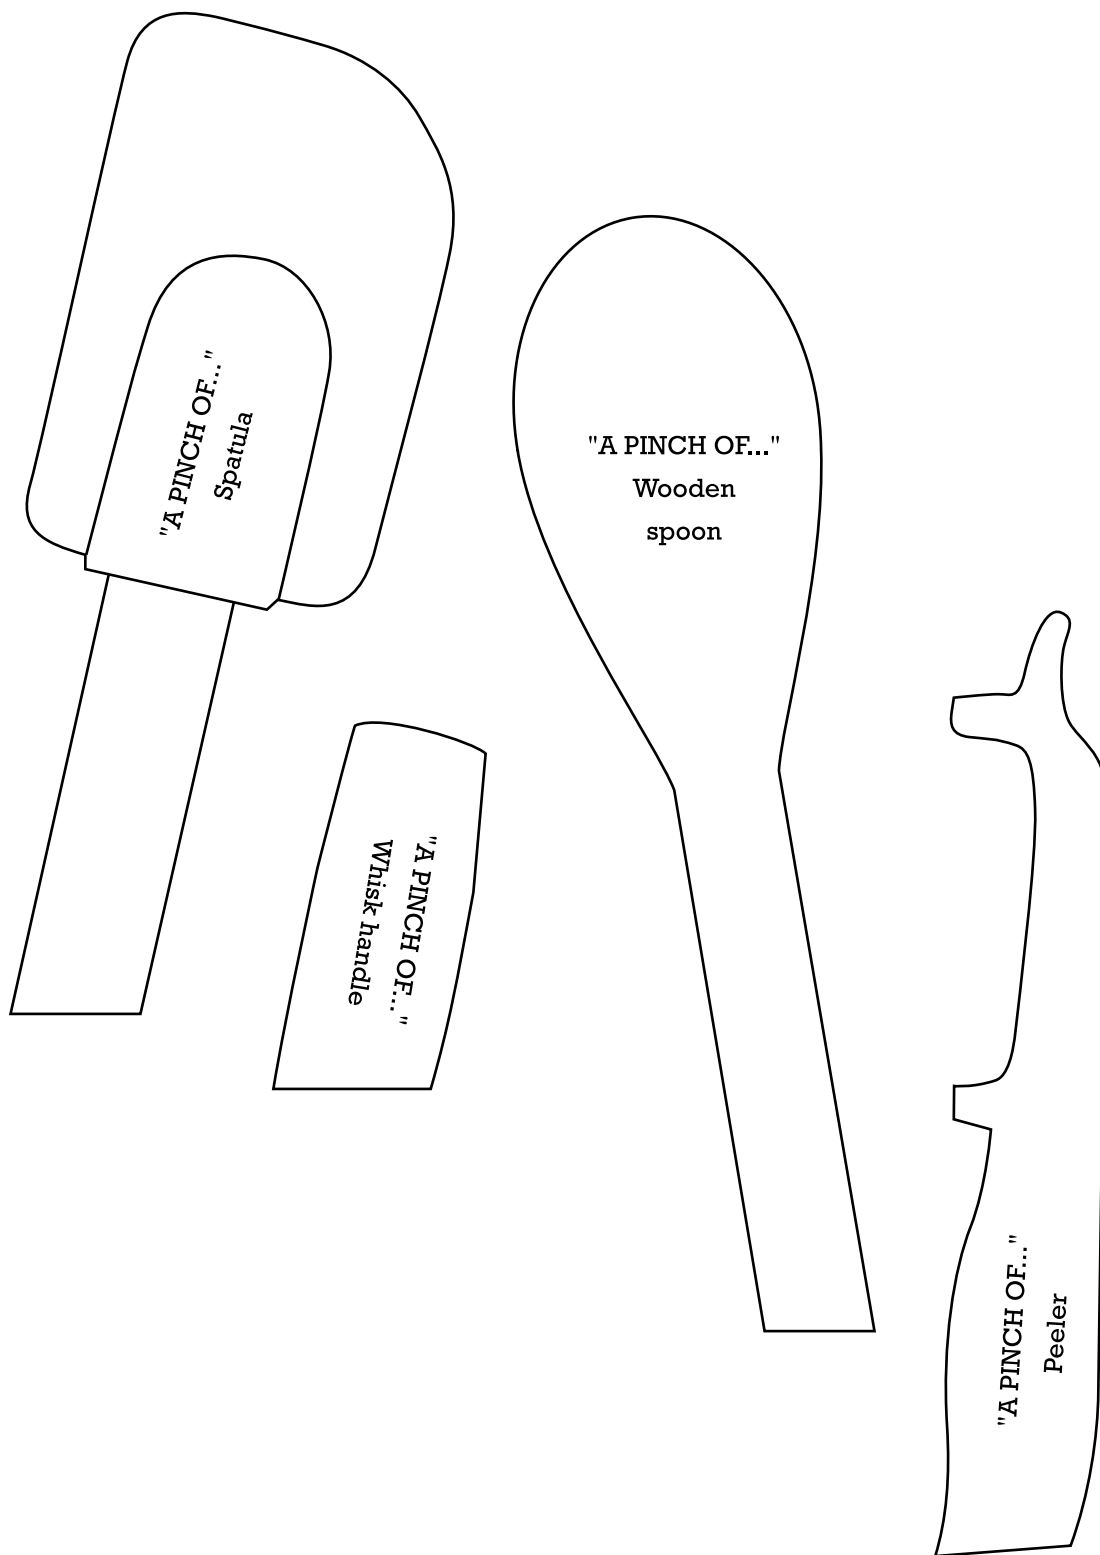 "A PINCH OF..."
Spatula
"A PINCH OF..."
Wooden
spoon
"A PINCH OF..."
Whisk handle
"A PINCH OF..."
Peeler